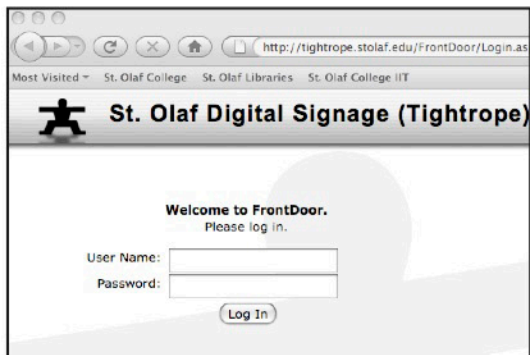 http://tightrope.stolaf.edu/FrontDoor/Login.as
Most Visited St. Olaf College St. Olaf Libraries St. Olaf College IIT
St. Olaf Digital Signage (Tightrope)
Welcome to FrontDoor.
Please log in.
User Name:
Password:
Log In